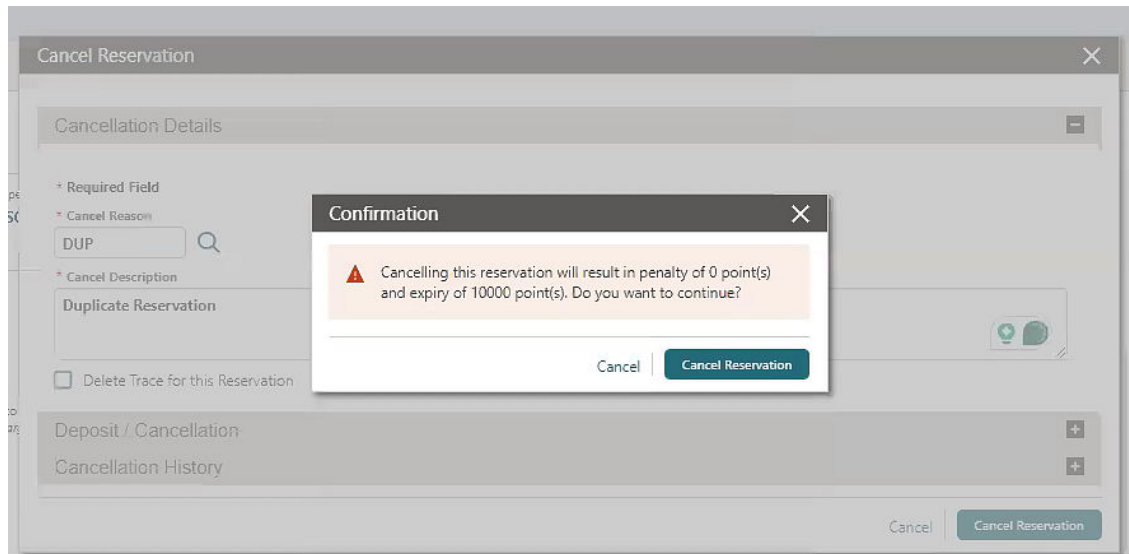 Cancel Reservation
Cancellation Details
* Required Field
* Cancel Reason
DUP
* Cancel Description
Duplicate Reservation
Delete Trace for this Reservation
Confirmation
Cancelling this reservation will result in penalty of 0 point(s)
and expiry of 10000 point(s). Do you want to continue?
Cancel
Cancel Reservation
Deposit / Cancellation
Cancellation History
Cancel
Cancel Reservation